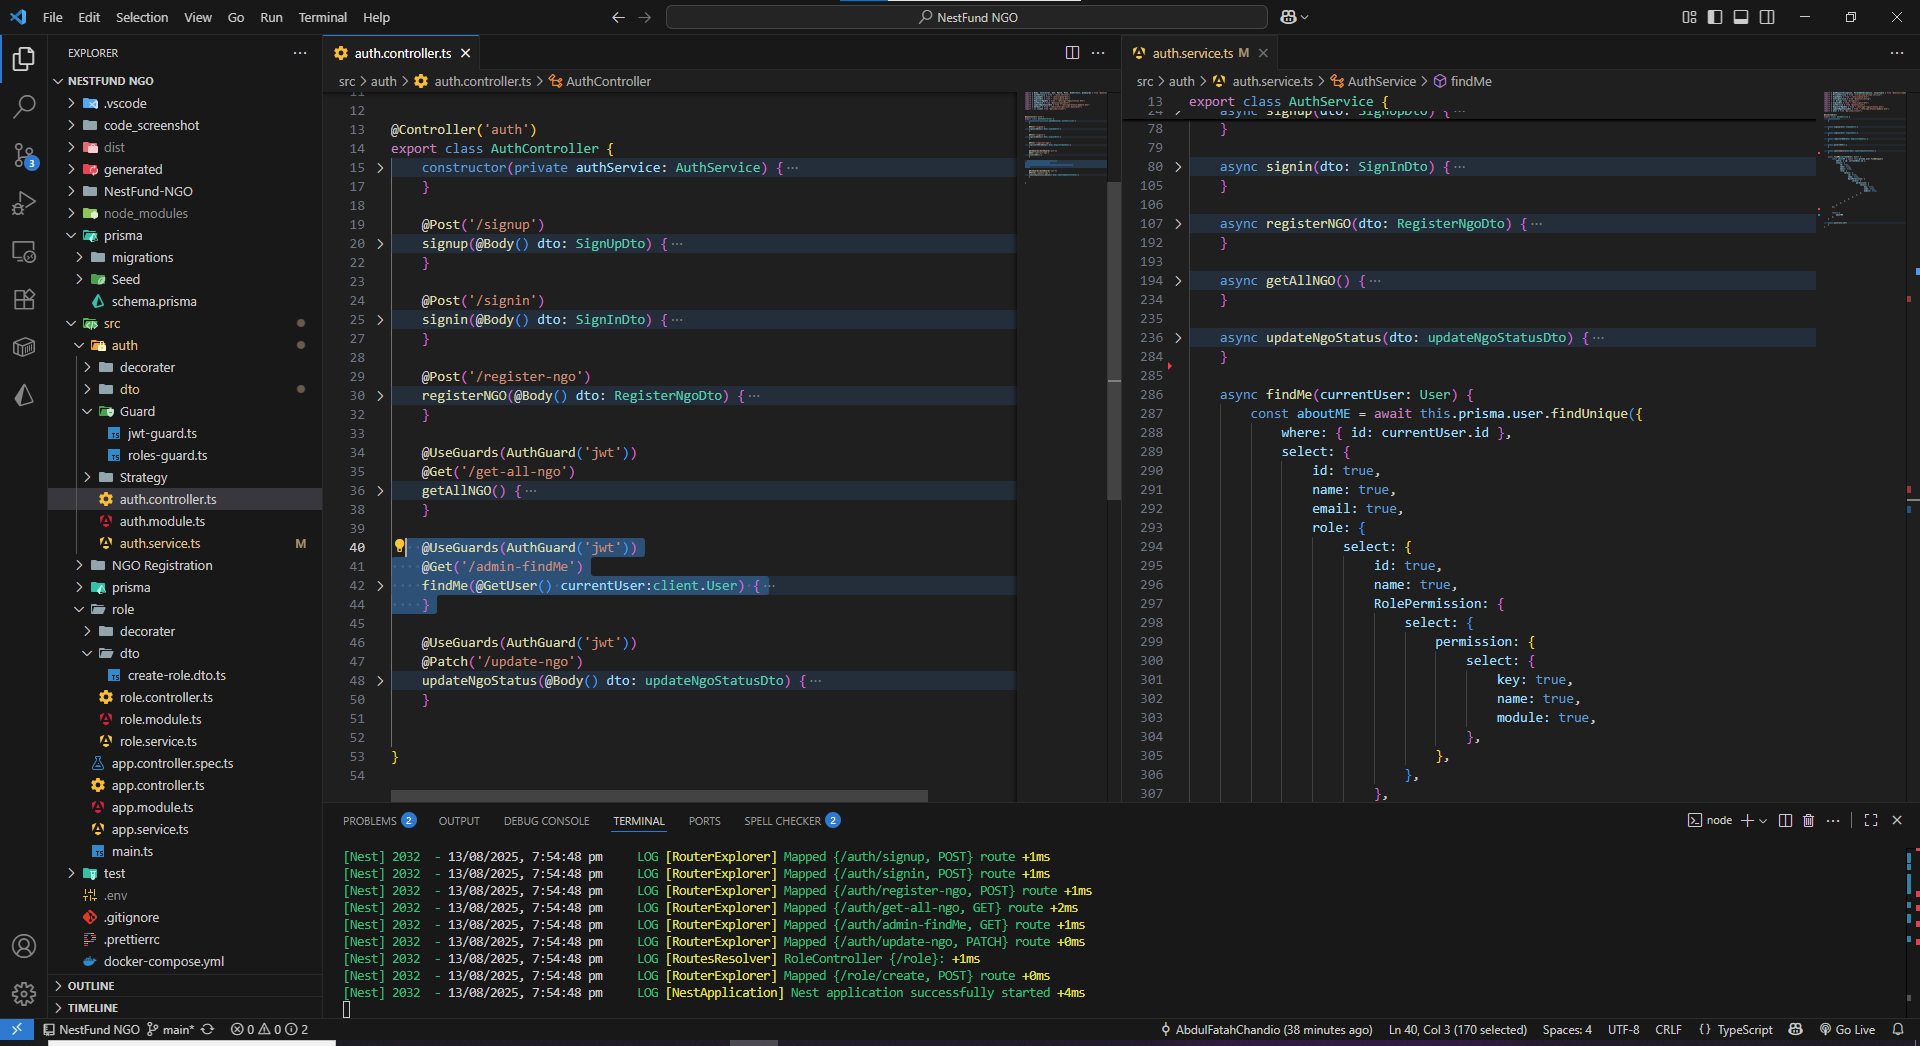 File Edit Selection View Go Run Terminal Help
NestFund NGO
EXPLORER
NESTFUND NGO
.vscode
code_screenshot
dist
generated
NestFund-NGO
node_modules
prisma
migrations
Seed
schema.prisma
src
auth
decorater
dto
Guard
jwt-guard.ts
roles-guard.ts
Strategy
auth.controller.ts
auth.module.ts
auth.service.ts M
NGO Registration
prisma
role
decorater
dto
create-role.dto.ts
role.controller.ts
role.module.ts
role.service.ts
app.controller.spec.ts
app.controller.ts
app.module.ts
app.service.ts
main.ts
test
.env
.gitignore
.prettierrc
docker-compose.yml
OUTLINE
TIMELINE
3
auth.controller.ts
src > auth > auth.controller.ts > AuthController
11
12
13 @Controller('auth')
14 export class AuthController {
15 constructor(private authService: AuthService) { ···
17 }
18
19 @Post('/signup')
20 signup(@Body() dto: SignUpDto) { ···
22 }
23
24 @Post('/signin')
25 signin(@Body() dto: SignInDto) { ···
27 }
28
29 @Post('/register-ngo')
30 registerNGO(@Body() dto: RegisterNgoDto) { ···
32 }
33
34 @UseGuards(AuthGuard('jwt'))
35 @Get('/get-all-ngo')
36 getAllNGO() { ···
38 }
39
40 @UseGuards(AuthGuard('jwt'))
41 @Get('/admin-findMe')
42 findMe(@GetUser() currentUser:client.User) { ···
44 }
45
46 @UseGuards(AuthGuard('jwt'))
47 @Patch('/update-ngo')
48 updateNgoStatus(@Body() dto: updateNgoStatusDto) { ···
50 }
51
52
53 }
54
auth.service.ts M
src > auth > auth.service.ts > AuthService > findMe
13 export class AuthService {
24 async signup(dto: SignUpDto) { ···
78 }
79
80 async signin(dto: SignInDto) { ···
105 }
106
107 async registerNGO(dto: RegisterNgoDto) { ···
192 }
193
194 async getAllNGO() { ···
234 }
235
236 async updateNgoStatus(dto: updateNgoStatusDto) { ···
284 }
285
286 async findMe(currentUser: User) {
287 const aboutME = await this.prisma.user.findUnique({
288 where: { id: currentUser.id },
289 select: {
290 id: true,
291 name: true,
292 email: true,
293 role: {
294 select: {
295 id: true,
296 name: true,
297 RolePermission: {
298 select: {
299 permission: {
300 select: {
301 key: true,
302 name: true,
303 module: true,
304 },
305 },
306 },
307 },
PROBLEMS 2 OUTPUT DEBUG CONSOLE TERMINAL PORTS SPELL CHECKER 2
node
[Nest] 2032 - 13/08/2025, 7:54:48 pm LOG [RouterExplorer] Mapped {/auth/signup, POST} route +1ms
[Nest] 2032 - 13/08/2025, 7:54:48 pm LOG [RouterExplorer] Mapped {/auth/signin, POST} route +1ms
[Nest] 2032 - 13/08/2025, 7:54:48 pm LOG [RouterExplorer] Mapped {/auth/register-ngo, POST} route +1ms
[Nest] 2032 - 13/08/2025, 7:54:48 pm LOG [RouterExplorer] Mapped {/auth/get-all-ngo, GET} route +2ms
[Nest] 2032 - 13/08/2025, 7:54:48 pm LOG [RouterExplorer] Mapped {/auth/admin-findMe, GET} route +1ms
[Nest] 2032 - 13/08/2025, 7:54:48 pm LOG [RouterExplorer] Mapped {/auth/update-ngo, PATCH} route +0ms
[Nest] 2032 - 13/08/2025, 7:54:48 pm LOG [RoutesResolver] RoleController {/role}: +1ms
[Nest] 2032 - 13/08/2025, 7:54:48 pm LOG [RouterExplorer] Mapped {/role/create, POST} route +0ms
[Nest] 2032 - 13/08/2025, 7:54:48 pm LOG [NestApplication] Nest application successfully started +4ms
NestFund NGO main* 0 0 2
AbdulFatahChandio (38 minutes ago) Ln 40, Col 3 (170 selected) Spaces: 4 UTF-8 CRLF {} TypeScript Go Live